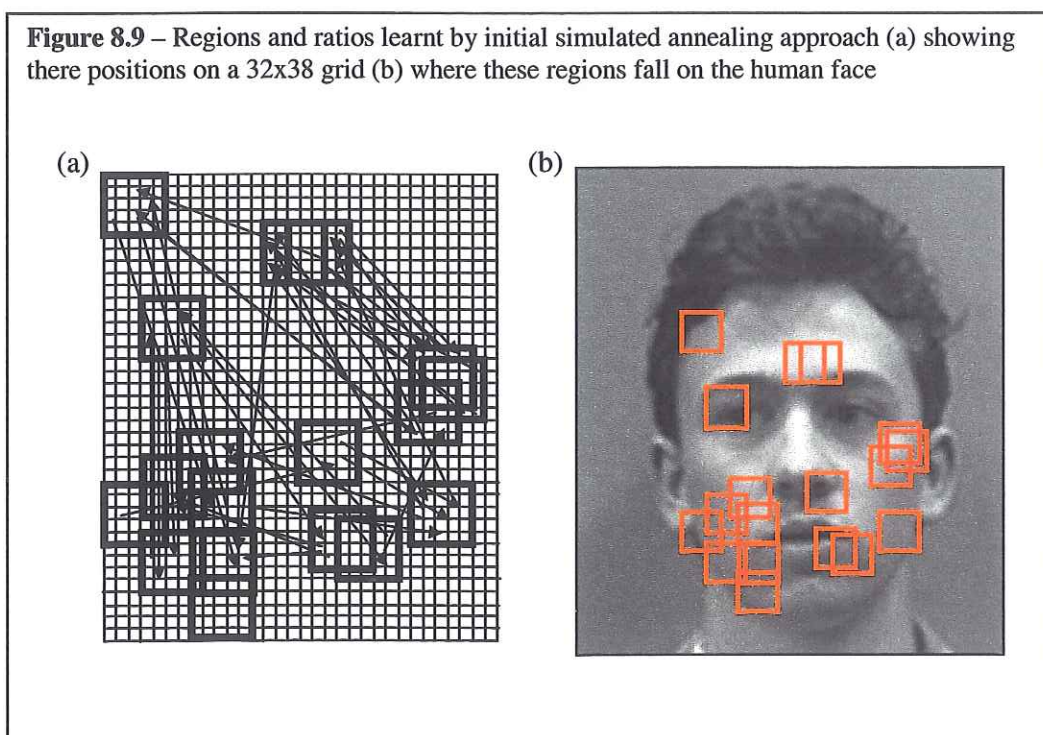 Figure 8.9 – Regions and ratios learnt by initial simulated annealing approach (a) showing
there positions on a 32x38 grid (b) where these regions fall on the human face
(a)
(b)